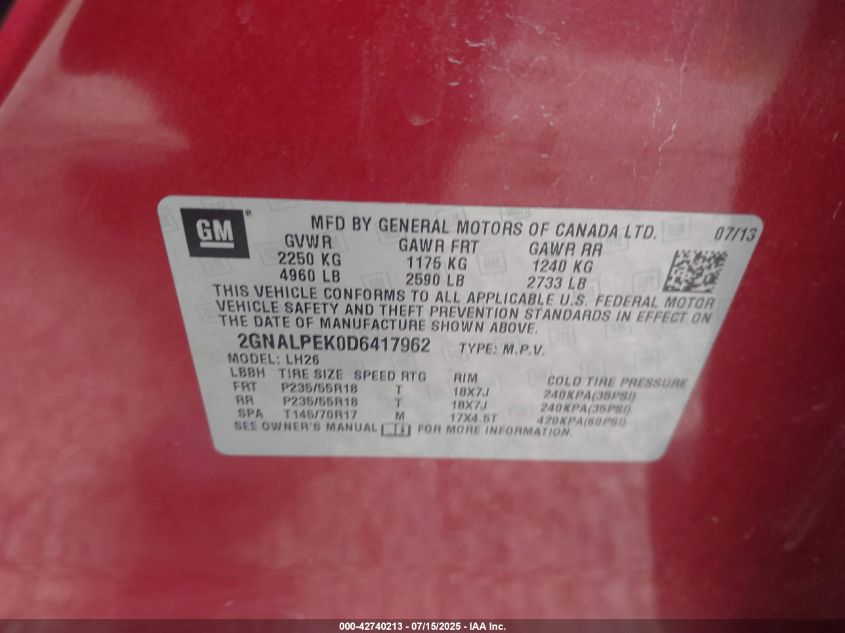 GM® MFD BY GENERAL MOTORS OF CANADA LTD. 07/13
GVWR GAWR FRT GAWR RR
2250 KG 1175 KG 1240 KG
4960 LB 2590 LB 2733 LB
THIS VEHICLE CONFORMS TO ALL APPLICABLE U.S. FEDERAL MOTOR
VEHICLE SAFETY AND THEFT PREVENTION STANDARDS IN EFFECT ON
THE DATE OF MANUFACTURE SHOWN ABOVE.
2GNALPEK0D6417962 TYPE: M.P.V.
MODEL: LH26
LBBH TIRE SIZE SPEED RTG RIM COLD TIRE PRESSURE
FRT P235/55R18 T 18X7J 240KPA(35PSI)
RR P235/55R18 T 18X7J 240KPA(35PSI)
SPA T145/70R17 M 17X4.5T 420KPA(60PSI)
SEE OWNER'S MANUAL FOR MORE INFORMATION.
000-42740213 - 07/15/2025 - IAA Inc.